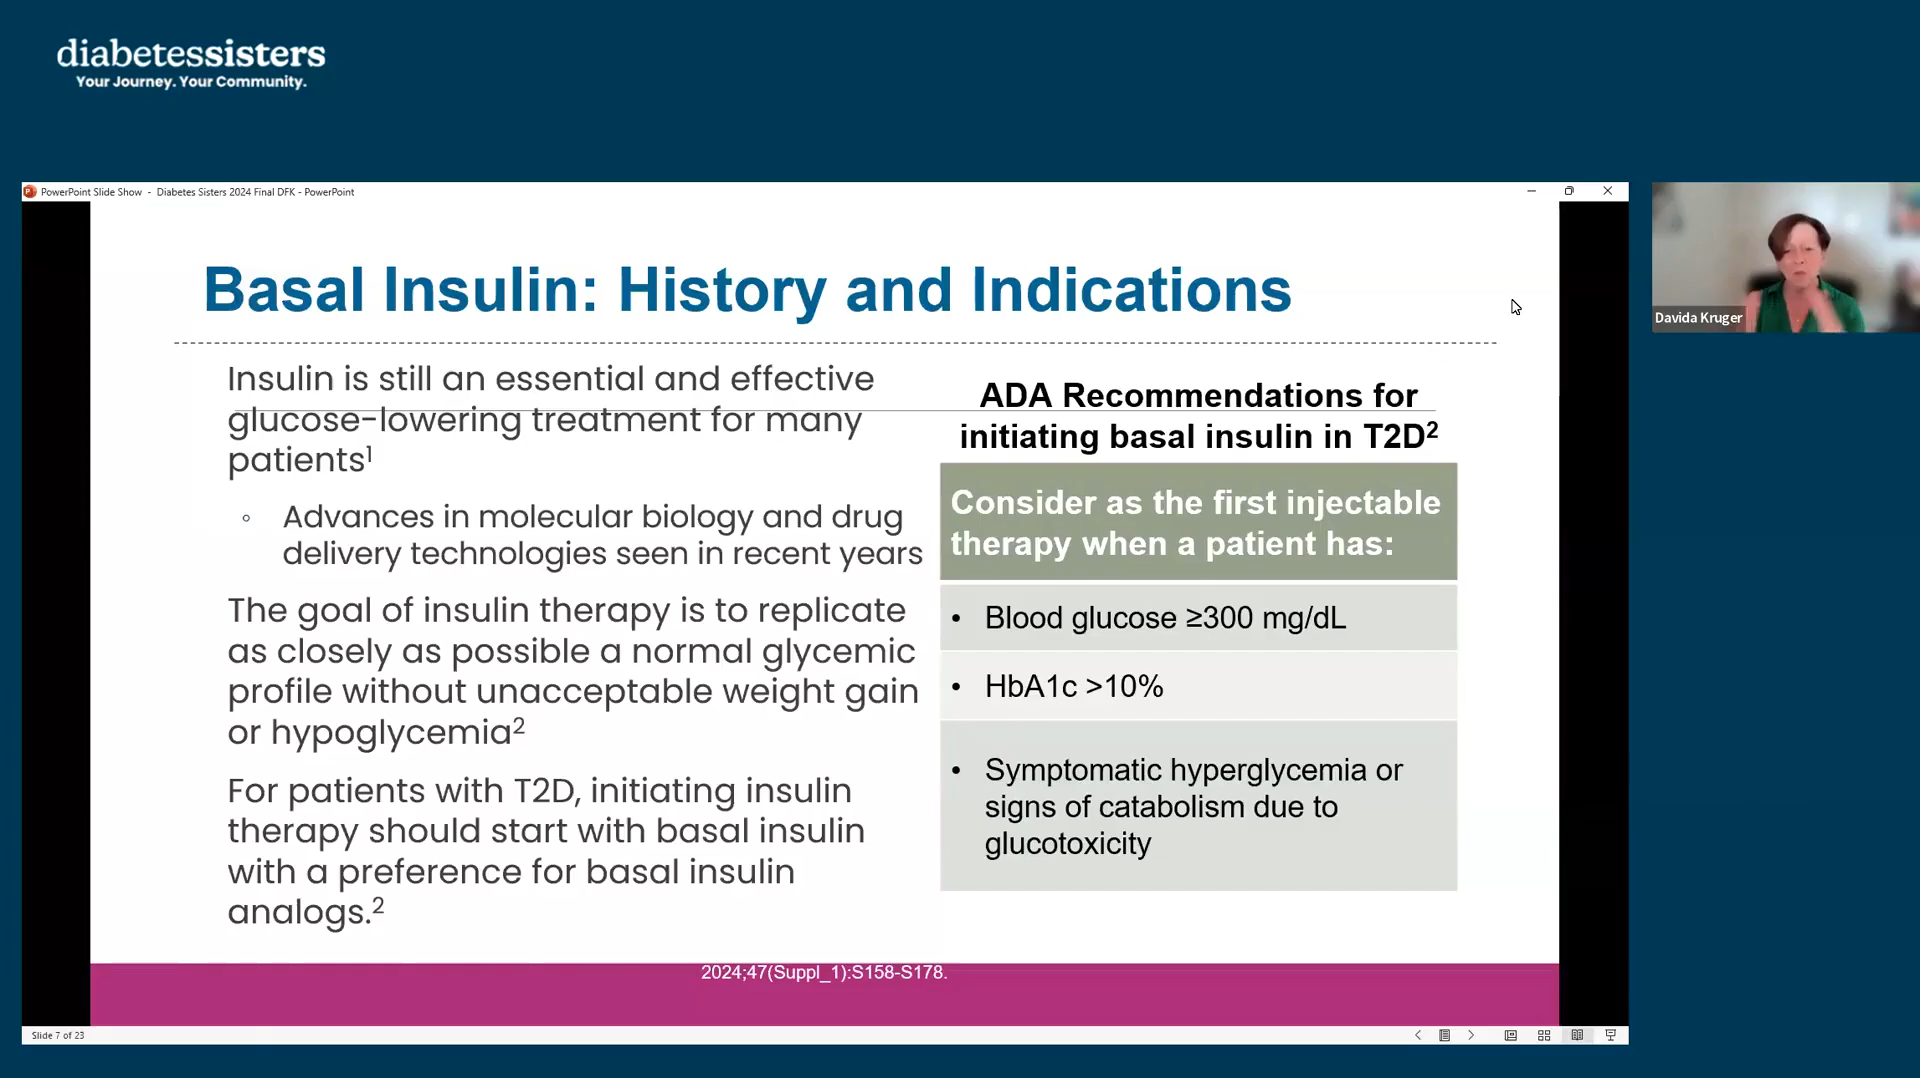 diabetessisters
Your Journey. Your Community.
PowerPoint Slide Show - Diabetes Sisters 2024 Final DFK - PowerPoint
Basal Insulin: History and Indications
Insulin is still an essential and effective
glucose-lowering treatment for many
patients¹
◦ Advances in molecular biology and drug
delivery technologies seen in recent years
The goal of insulin therapy is to replicate
as closely as possible a normal glycemic
profile without unacceptable weight gain
or hypoglycemia²
For patients with T2D, initiating insulin
therapy should start with basal insulin
with a preference for basal insulin
analogs.²
ADA Recommendations for
initiating basal insulin in T2D²
Consider as the first injectable
therapy when a patient has:
• Blood glucose ≥300 mg/dL
• HbA1c >10%
• Symptomatic hyperglycemia or
signs of catabolism due to
glucotoxicity
2024;47(Suppl_1):S158-S178.
Slide 7 of 23
Davida Kruger